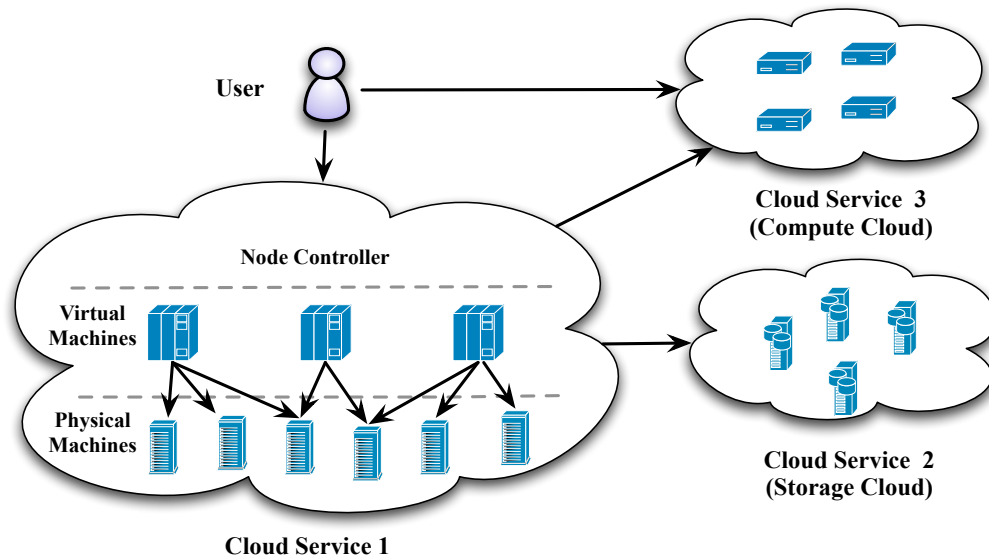 User
Cloud Service 3
(Compute Cloud)
Node Controller
Virtual
Machines
Physical
Machines
Cloud Service 2
(Storage Cloud)
Cloud Service 1